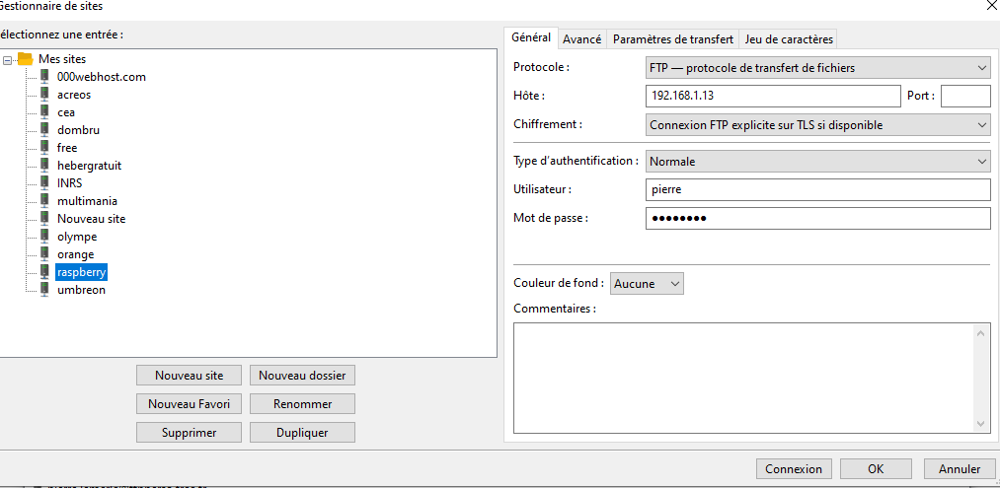 Gestionnaire de sites
électionnez une entrée :
Mes sites
000webhost.com
acreos
cea
dombru
free
hebergratuit
INRS
multimania
Nouveau site
olympe
orange
raspberry
umbreon
Nouveau site Nouveau dossier
Nouveau Favori Renommer
Supprimer Dupliquer
Général Avancé Paramètres de transfert Jeu de caractères
Protocole : FTP — protocole de transfert de fichiers
Hôte : 192.168.1.13 Port :
Chiffrement : Connexion FTP explicite sur TLS si disponible
Type d'authentification : Normale
Utilisateur : pierre
Mot de passe : ●●●●●●●●
Couleur de fond : Aucune
Commentaires :
Connexion OK Annuler